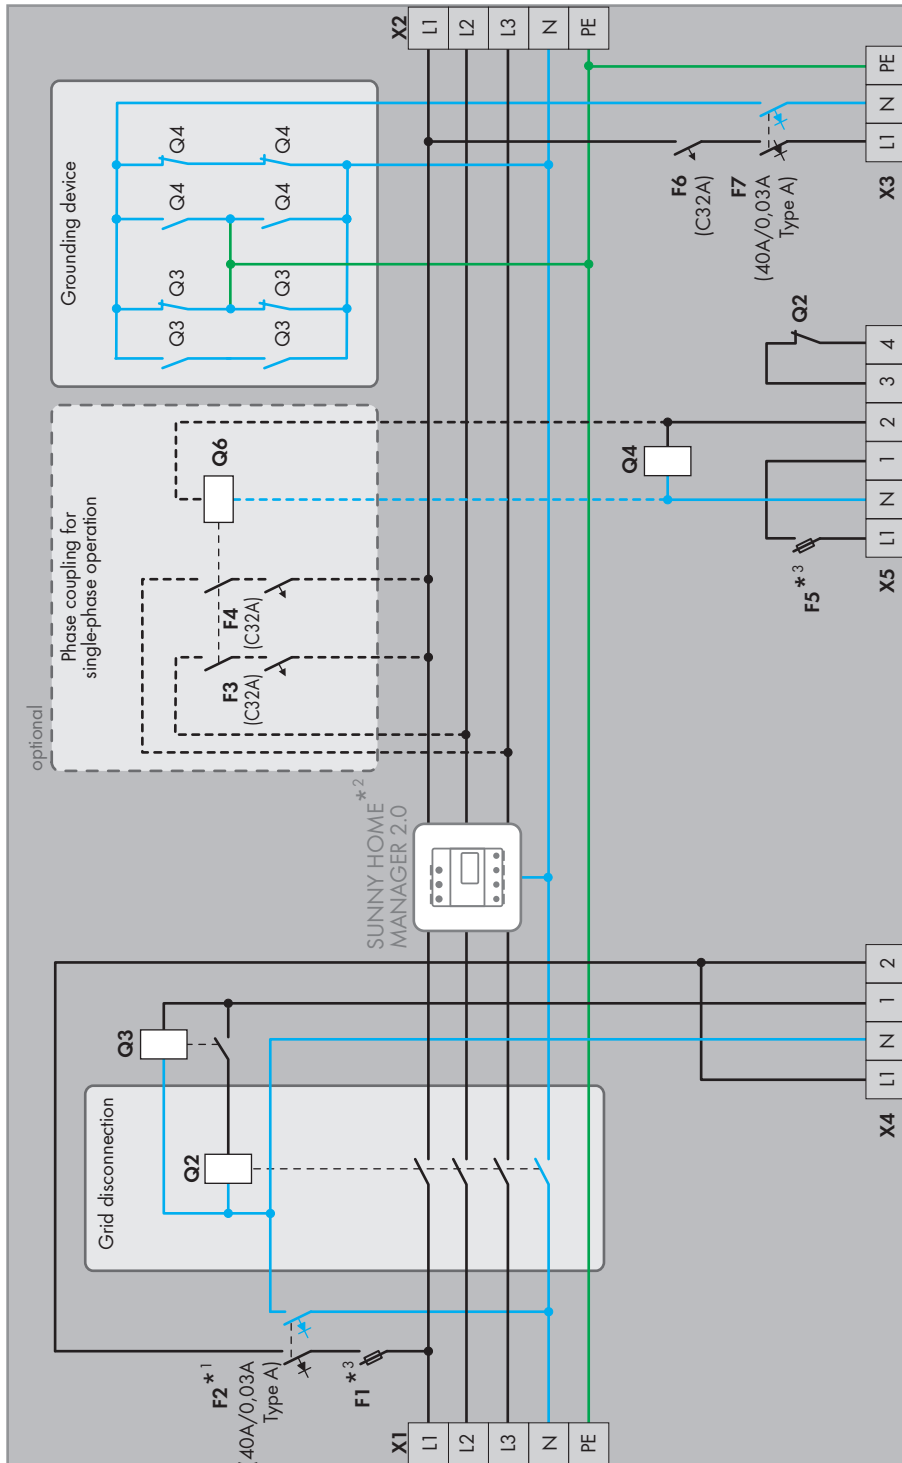 X2
L1
L2
L3
N
PE
PE
N
L1
X3
Grounding device
Q4
Q4
Q4
Q4
Q3
Q3
Q3
Q3
F6
(C32A)
F7
(40A/0,03A
Type A)
Q2
4
3
2
1
N
L1
X5
Q4
F5*3
optional
Phase coupling for
single-phase operation
Q6
F4
(C32A)
F3
(C32A)
SUNNY HOME
MANAGER 2.0 *2
2
1
N
L1
X4
Q3
Grid disconnection
Q2
F2*1
(40A/0,03A
Type A)
F1*3
X1
L1
L2
L3
N
PE